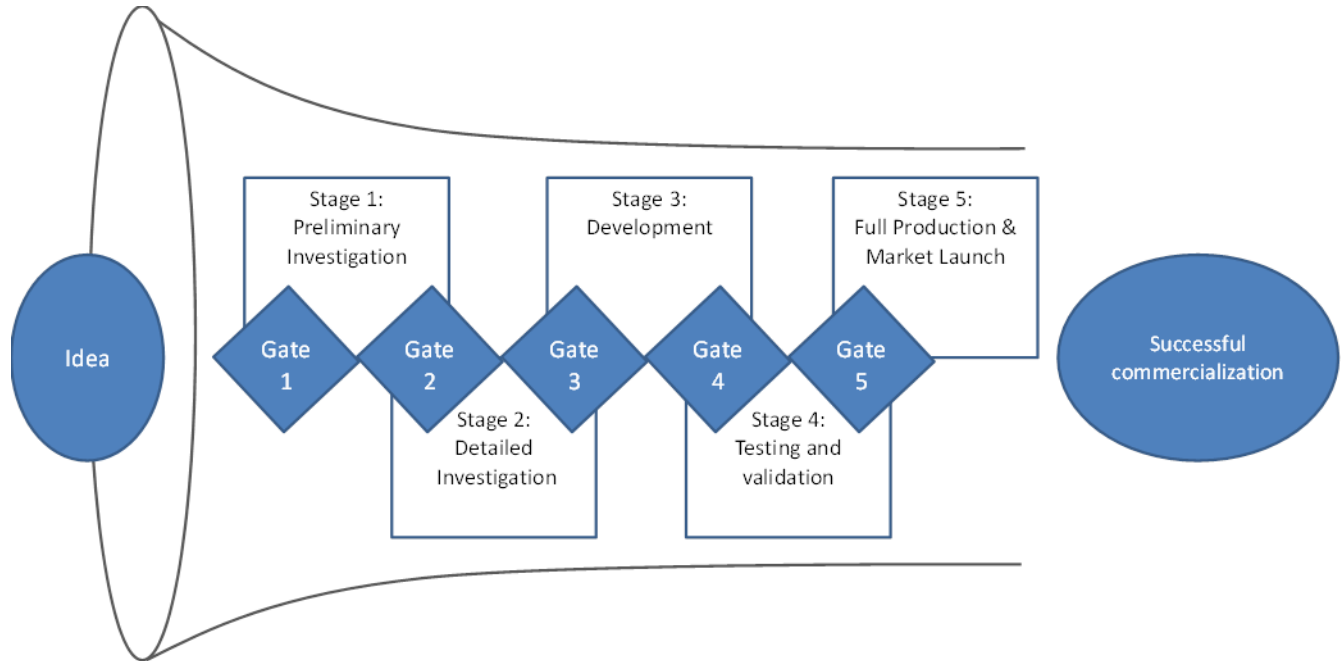 Idea
Stage 1:
Preliminary
Investigation
Gate
1
Gate
2
Stage 2:
Detailed
Investigation
Gate
3
Stage 3:
Development
Gate
4
Stage 4:
Testing and
validation
Gate
5
Stage 5:
Full Production &
Market Launch
Successful
commercialization